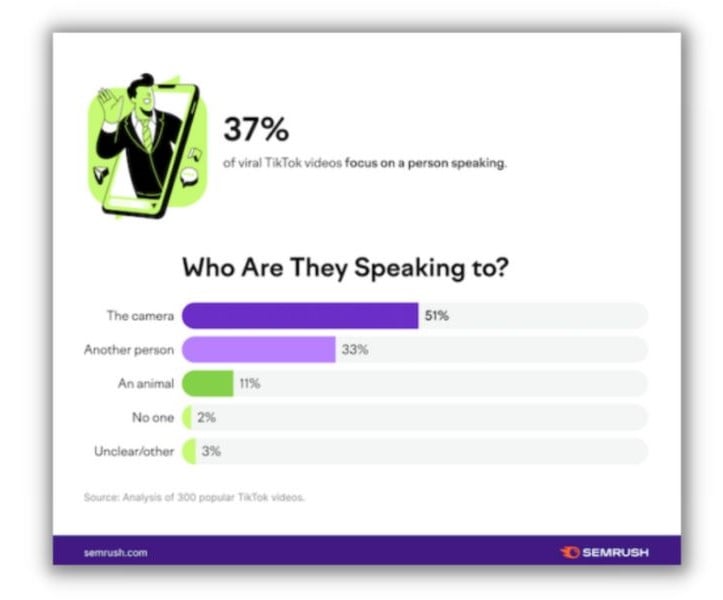 37%
of viral TikTok videos focus on a person speaking.
Who Are They Speaking to?
The camera 51%
Another person 33%
An animal 11%
No one 2%
Unclear/other 3%
Source: Analysis of 300 popular TikTok videos.
semrush.com SEMRUSH